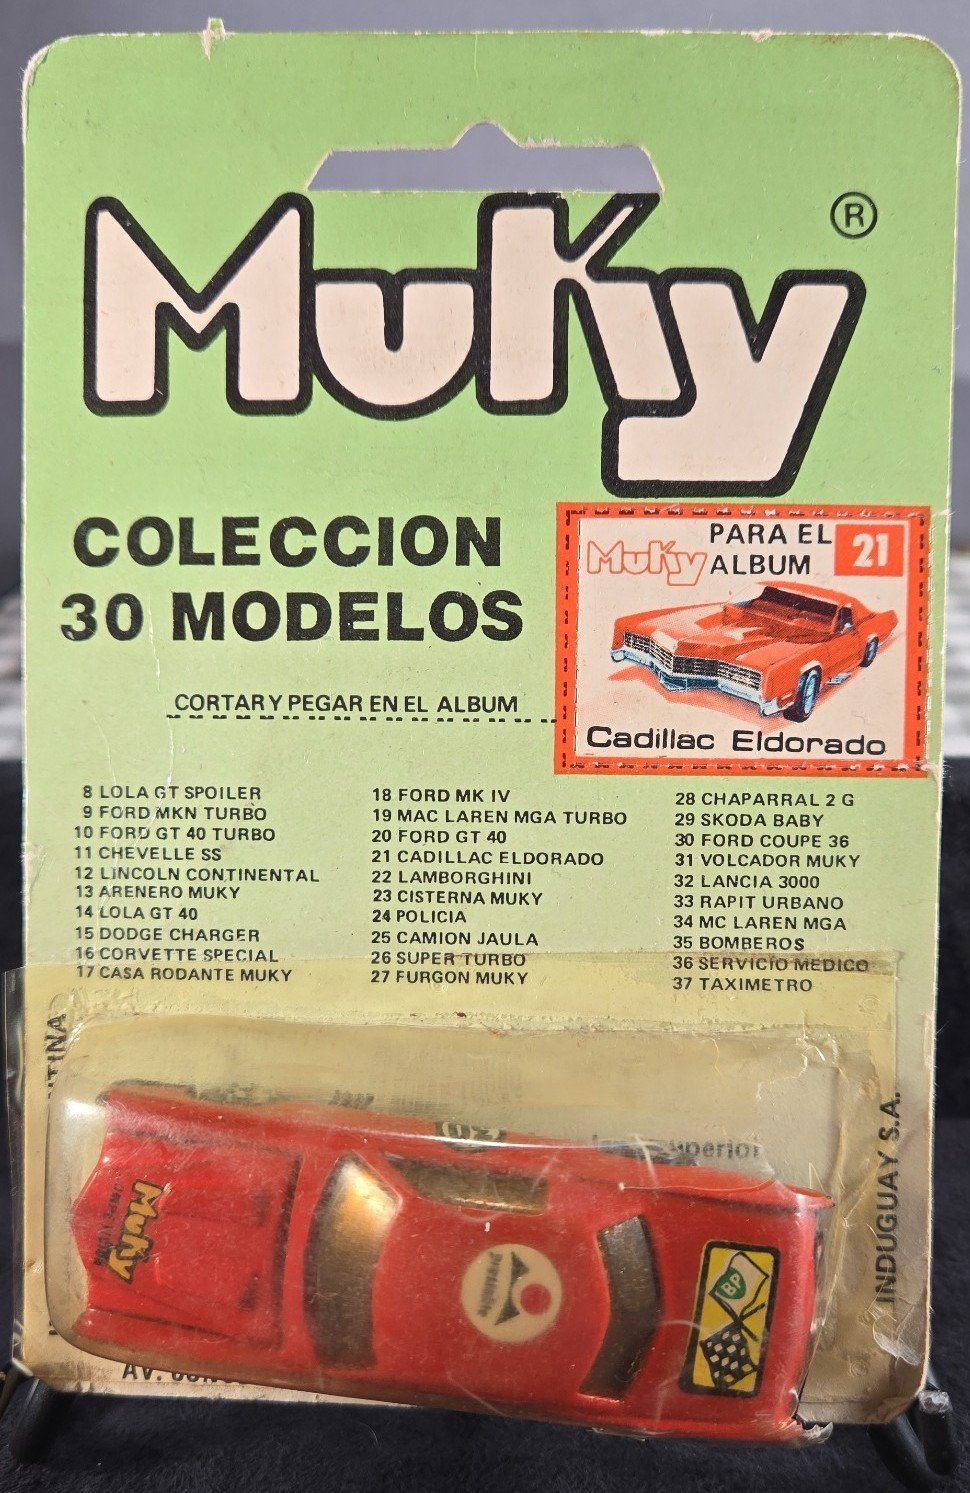 Muky ®
COLECCION
30 MODELOS
CORTAR Y PEGAR EN EL ALBUM
Muky
PARA EL
ALBUM
21
Cadillac Eldorado
8 LOLA GT SPOILER
9 FORD MKN TURBO
10 FORD GT 40 TURBO
11 CHEVELLE SS
12 LINCOLN CONTINENTAL
13 ARENERO MUKY
14 LOLA GT 40
15 DODGE CHARGER
16 CORVETTE SPECIAL
17 CASA RODANTE MUKY
18 FORD MK IV
19 MAC LAREN MGA TURBO
20 FORD GT 40
21 CADILLAC ELDORADO
22 LAMBORGHINI
23 CISTERNA MUKY
24 POLICIA
25 CAMION JAULA
26 SUPER TURBO
27 FURGON MUKY
28 CHAPARRAL 2 G
29 SKODA BABY
30 FORD COUPE 36
31 VOLCADOR MUKY
32 LANCIA 3000
33 RAPIT URBANO
34 MC LAREN MGA
35 BOMBEROS
36 SERVICIO MEDICO
37 TAXIMETRO
INDUGUAY S.A.
Muky
BP
AV.